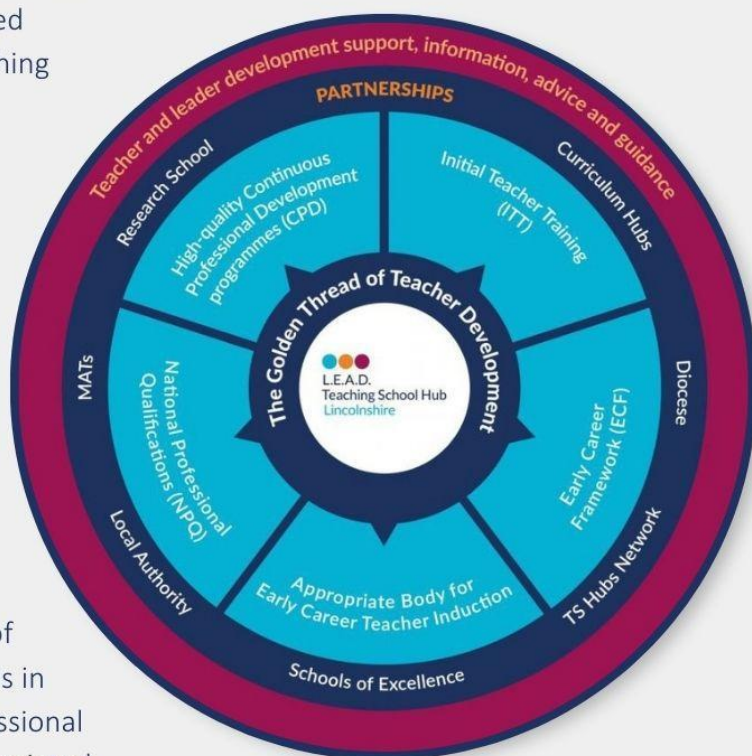 ed
ning
Teacher and leader development support, information, advice and guidance
PARTNERSHIPS
Research School
Curriculum Hubs
Diocese
TS Hubs Network
Schools of Excellence
Local Authority
MATs
High-quality Continuous
Professional Development
programmes (CPD)
Initial Teacher Training
(ITT)
Early Career
Framework (ECF)
Appropriate Body for
Early Career Teacher Induction
National Professional
Qualifications (NPQ)
The Golden Thread of Teacher Development
L.E.A.D.
Teaching School Hub
Lincolnshire
of
s in
ssional